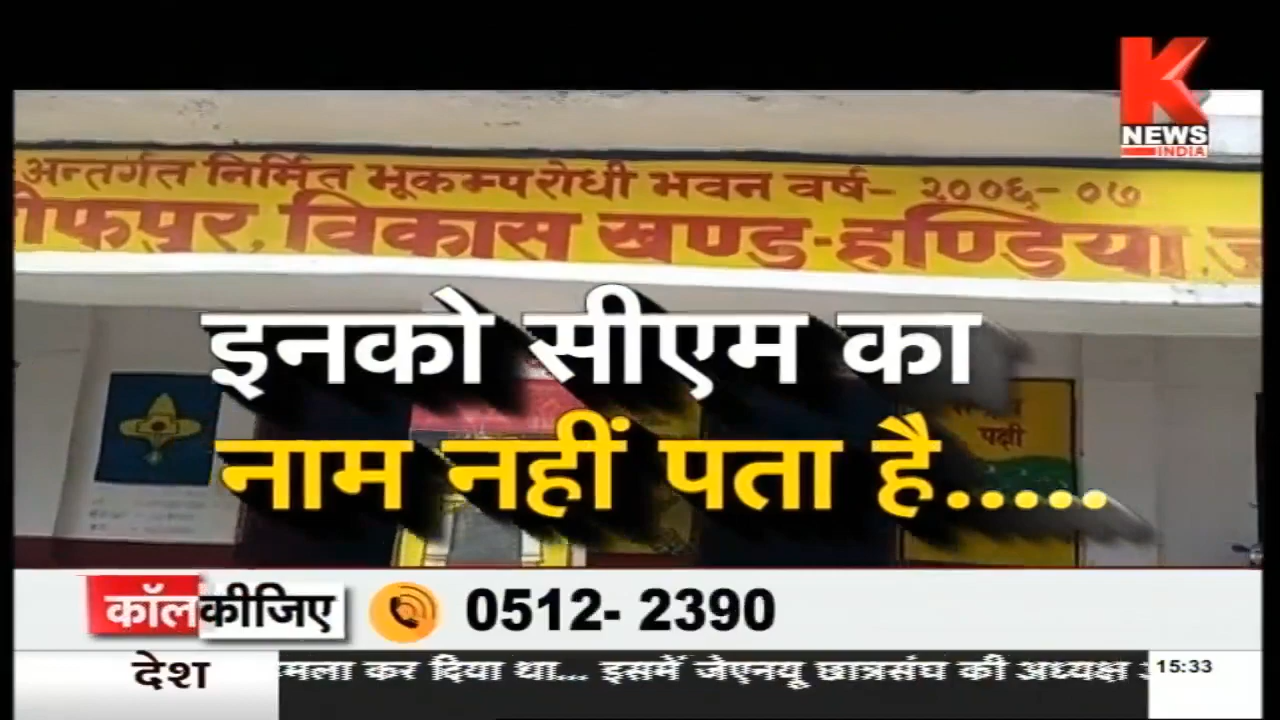 K
NEWS
INDIA
अन्तर्गत निर्मित भूकम्परोधी भवन वर्ष- २००६- ०७
विकास खण्ड-हण्डिया
इनको सीएम का
नाम नहीं पता है.....
पक्षी
कॉल कीजिए 0512- 2390
देश कर दिया था... इसमें जेएनयू छात्रसंघ की अध्यक्ष 15:33